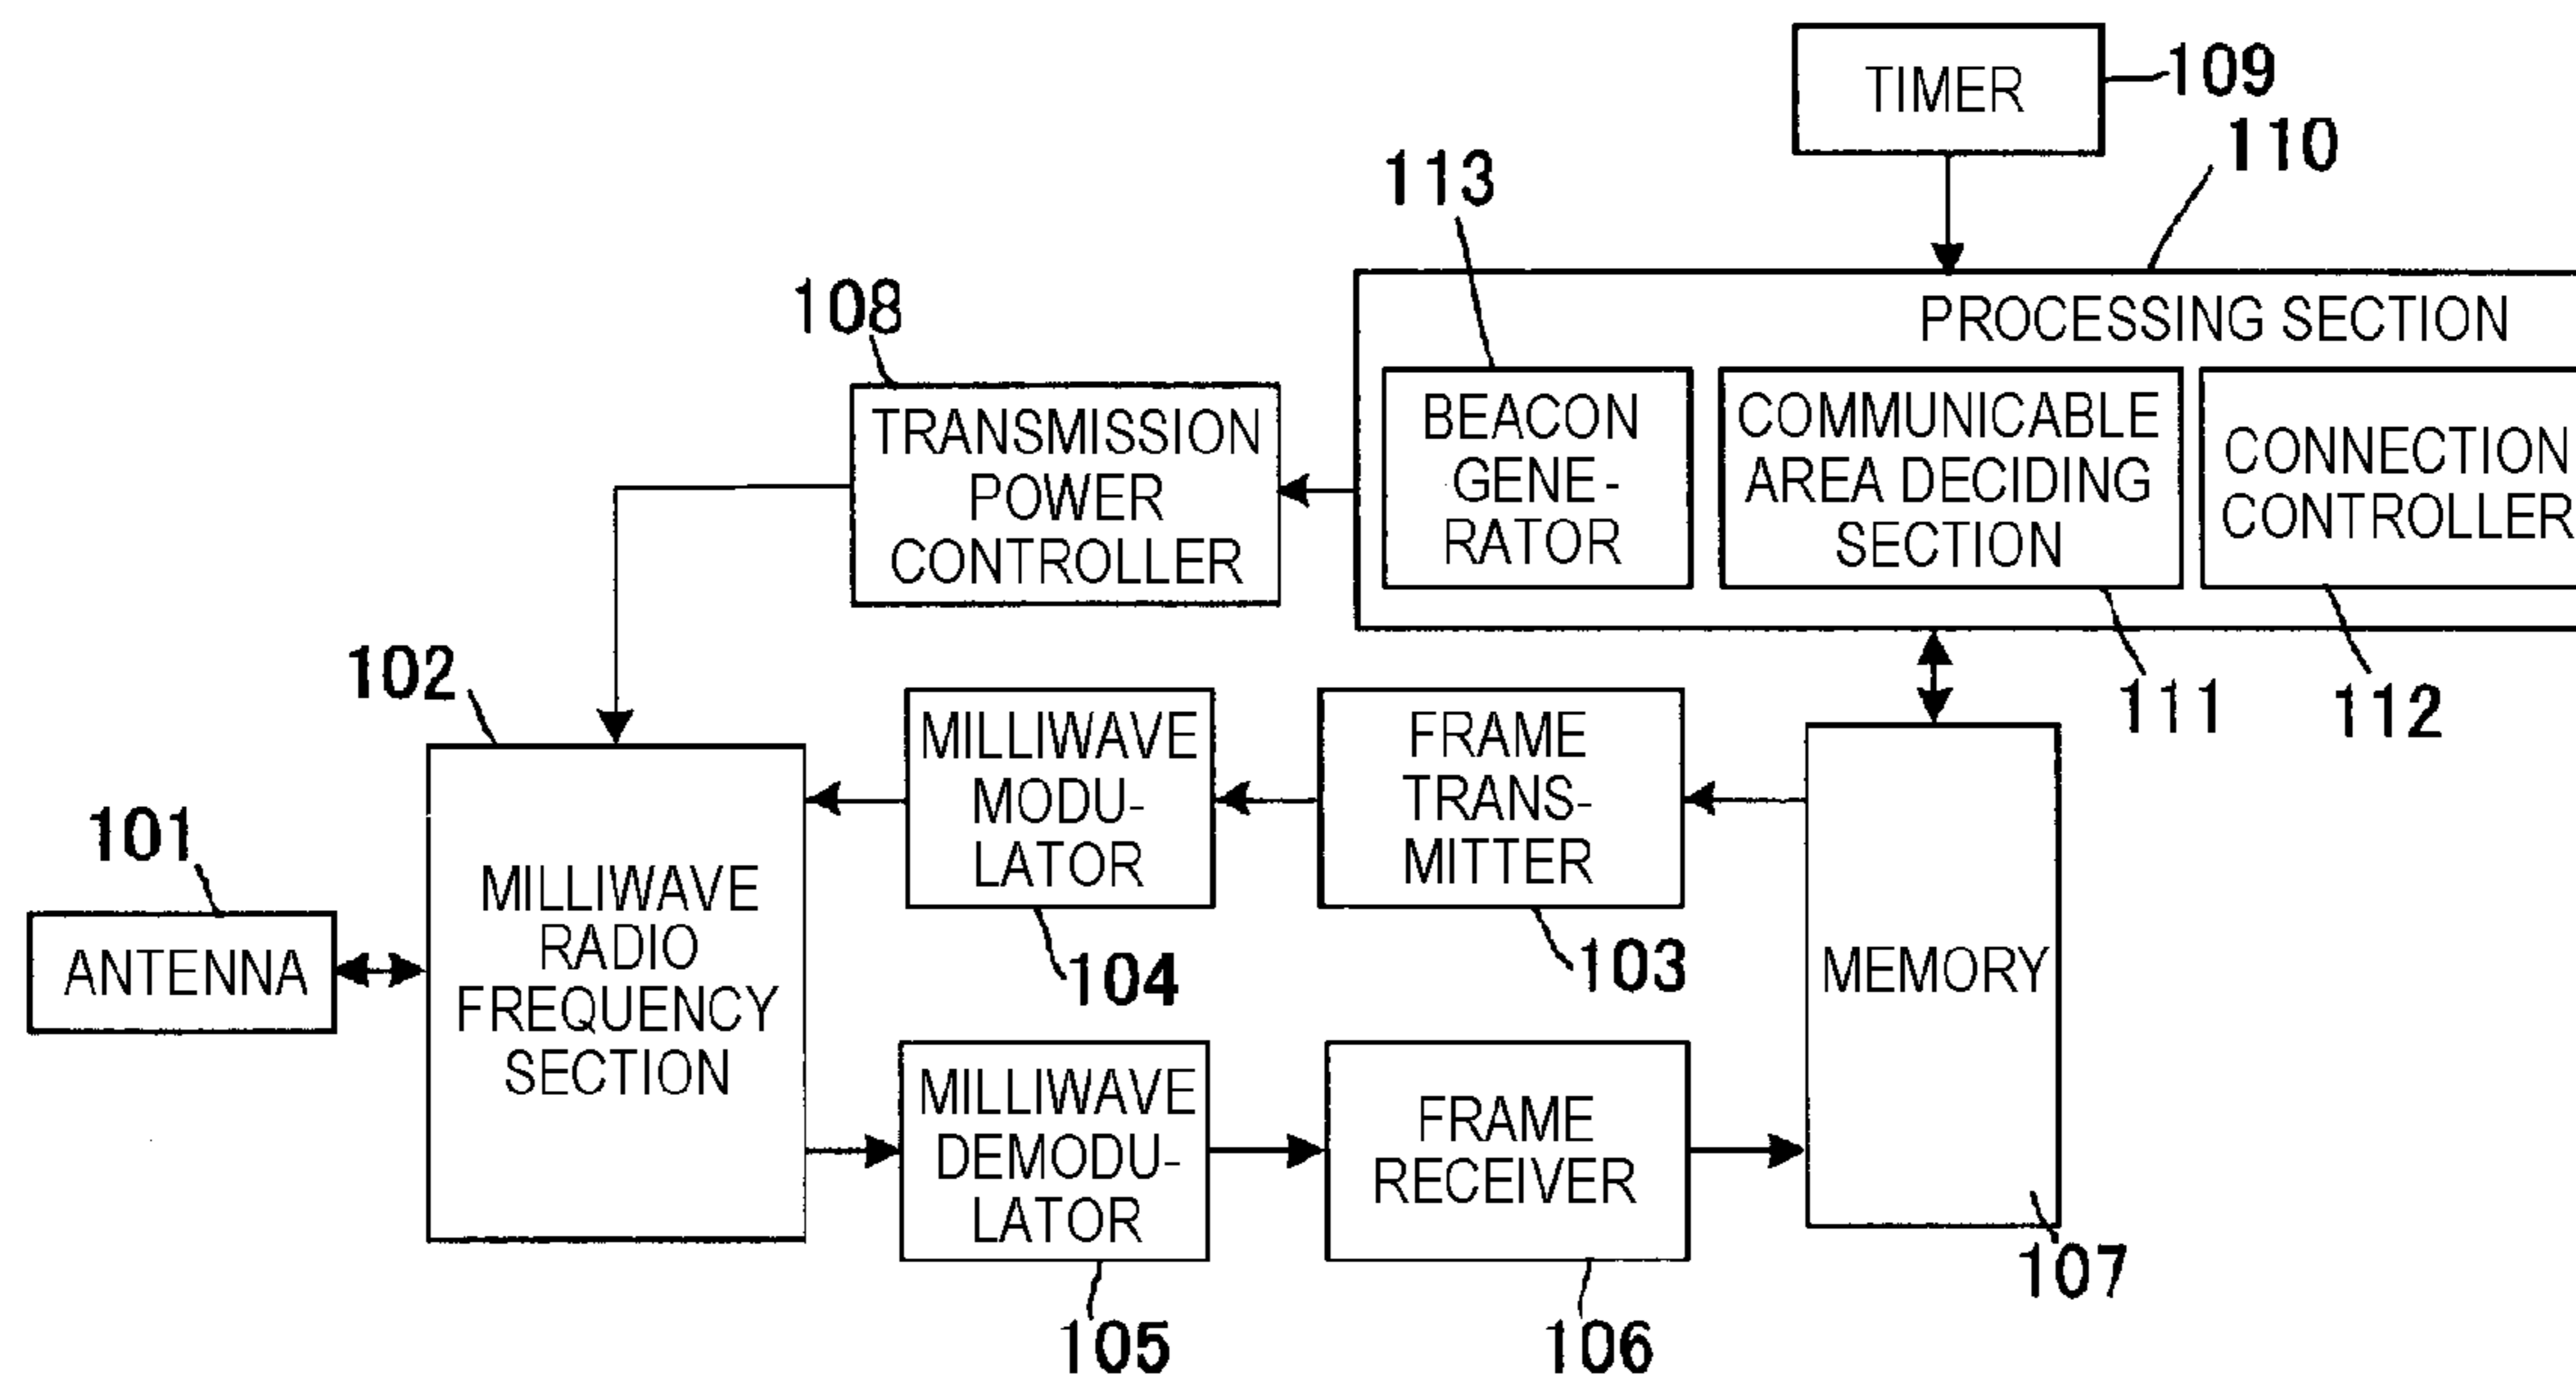 TIMER
109
110
113
PROCESSING SECTION
108
BEACON
GENE-
RATOR
COMMUNICABLE
AREA DECIDING
SECTION
CONNECTION
CONTROLLER
TRANSMISSION
POWER
CONTROLLER
111
112
102
MILLIWAVE
MODU-
LATOR
FRAME
TRANS-
MITTER
101
ANTENNA
MILLIWAVE
RADIO
FREQUENCY
SECTION
104
103
MEMORY
MILLIWAVE
DEMODU-
LATOR
FRAME
RECEIVER
107
105
106